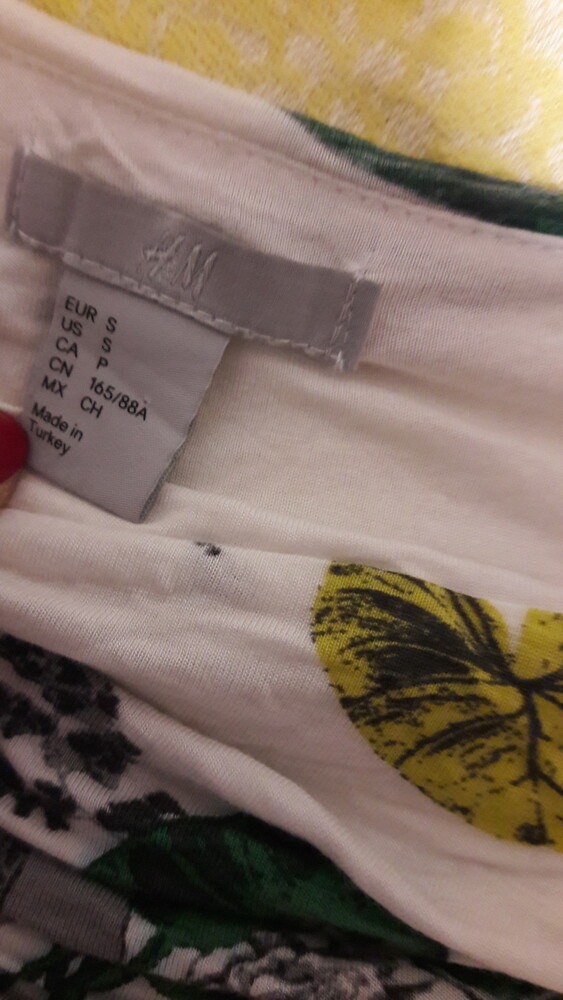 H&M
EUR S
US S
CA P
CN 165/88A
MX CH
Made in
Turkey